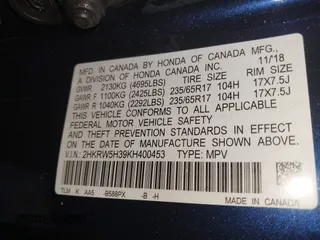 MFD. IN CANADA BY HONDA OF CANADA MFG., 11/18
A DIVISION OF HONDA CANADA INC.
GVWR 2130KG (4695LBS) TIRE SIZE RIM SIZE
GAWR F 1100KG (2425LBS) 235/65R17 104H 17X7.5J
GAWR R 1040KG (2292LBS) 235/65R17 104H 17X7.5J
THIS VEHICLE CONFORMS TO ALL APPLICABLE
FEDERAL MOTOR VEHICLE SAFETY
AND THEFT PREVENTION STANDARDS IN EFFECT
ON THE DATE OF MANUFACTURE SHOWN ABOVE.
V.I.N: 2HKRW5H39KH400453 TYPE: MPV
TLM K AA5 -B588PX -B -H MADE IN CANADA